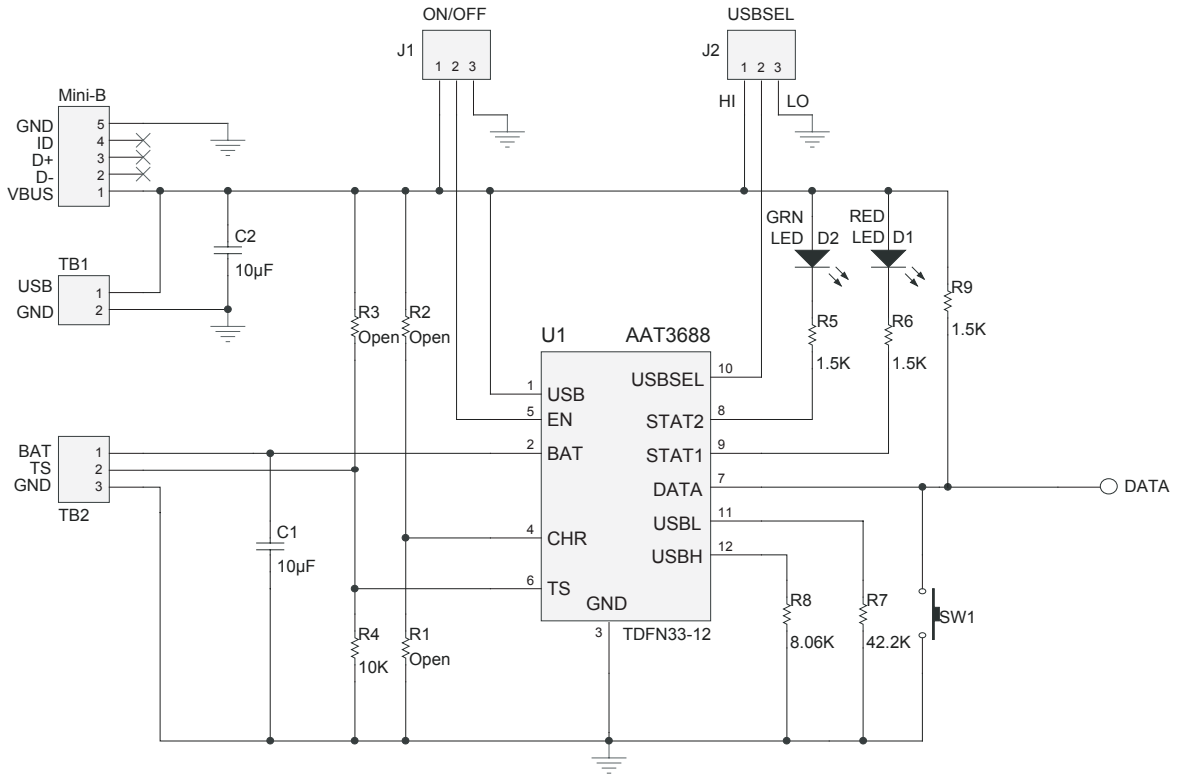 ON/OFF
J1
1 2 3
USBSEL
J2
1 2 3
HI
LO
Mini-B
GND 5
ID 4
D+ 3
D- 2
VBUS 1
C2
10µF
TB1
USB 1
GND 2
R3
Open
R2
Open
GRN
LED D2
RED
LED D1
R9
1.5K
R5
1.5K
R6
1.5K
U1
AAT3688
1 USB
5 EN
2 BAT
4 CHR
6 TS
GND
3
USBSEL 10
STAT2 8
STAT1 9
DATA 7
USBL 11
USBH 12
TDFN33-12
DATA
BAT 1
TS 2
GND 3
TB2
C1
10µF
R4
10K
R1
Open
R8
8.06K
R7
42.2K
SW1